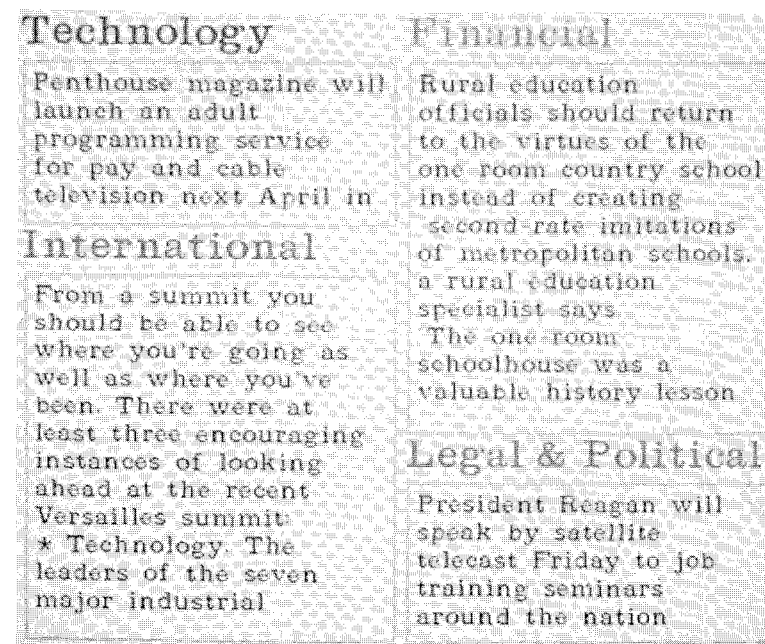 Technology
Penthouse magazine will
launch an adult
programming service
for pay and cable
television next April in
International
From a summit you
should be able to see
where you're going as
well as where you've
been. There were at
least three encouraging
instances of looking
ahead at the recent
Versailles summit:
* Technology. The
leaders of the seven
major industrial
Financial
Rural education
officials should return
to the virtues of the
one room country school
instead of creating
second rate imitations
of metropolitan schools.
a rural education
specialist says
The one room
schoolhouse was a
valuable history lesson
Legal & Political
President Reagan will
speak by satellite
telecast Friday to job
training seminars
around the nation